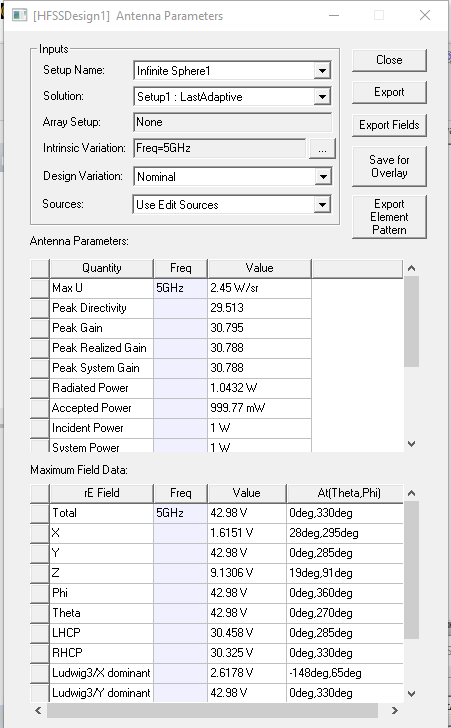 [HFSSDesign1] Antenna Parameters
Inputs
Setup Name: Infinite Sphere1
Solution: Setup1 : LastAdaptive
Array Setup: None
Intrinsic Variation: Freq=5GHz ...
Design Variation: Nominal
Sources: Use Edit Sources
Close
Export
Export Fields
Save for
Overlay
Export
Element
Pattern
Antenna Parameters:
Quantity Freq Value
Max U 5GHz 2.45 W/sr
Peak Directivity 29.513
Peak Gain 30.795
Peak Realized Gain 30.788
Peak System Gain 30.788
Radiated Power 1.0432 W
Accepted Power 999.77 mW
Incident Power 1 W
System Power 1 W
Maximum Field Data:
rE Field Freq Value At(Theta,Phi)
Total 5GHz 42.98 V 0deg,330deg
X 1.6151 V 28deg,295deg
Y 42.98 V 0deg,285deg
Z 9.1306 V 19deg,91deg
Phi 42.98 V 0deg,360deg
Theta 42.98 V 0deg,270deg
LHCP 30.458 V 0deg,285deg
RHCP 30.325 V 0deg,330deg
Ludwig3/X dominant 2.6178 V -148deg,65deg
Ludwig3/Y dominant 42.98 V 0deg,330deg